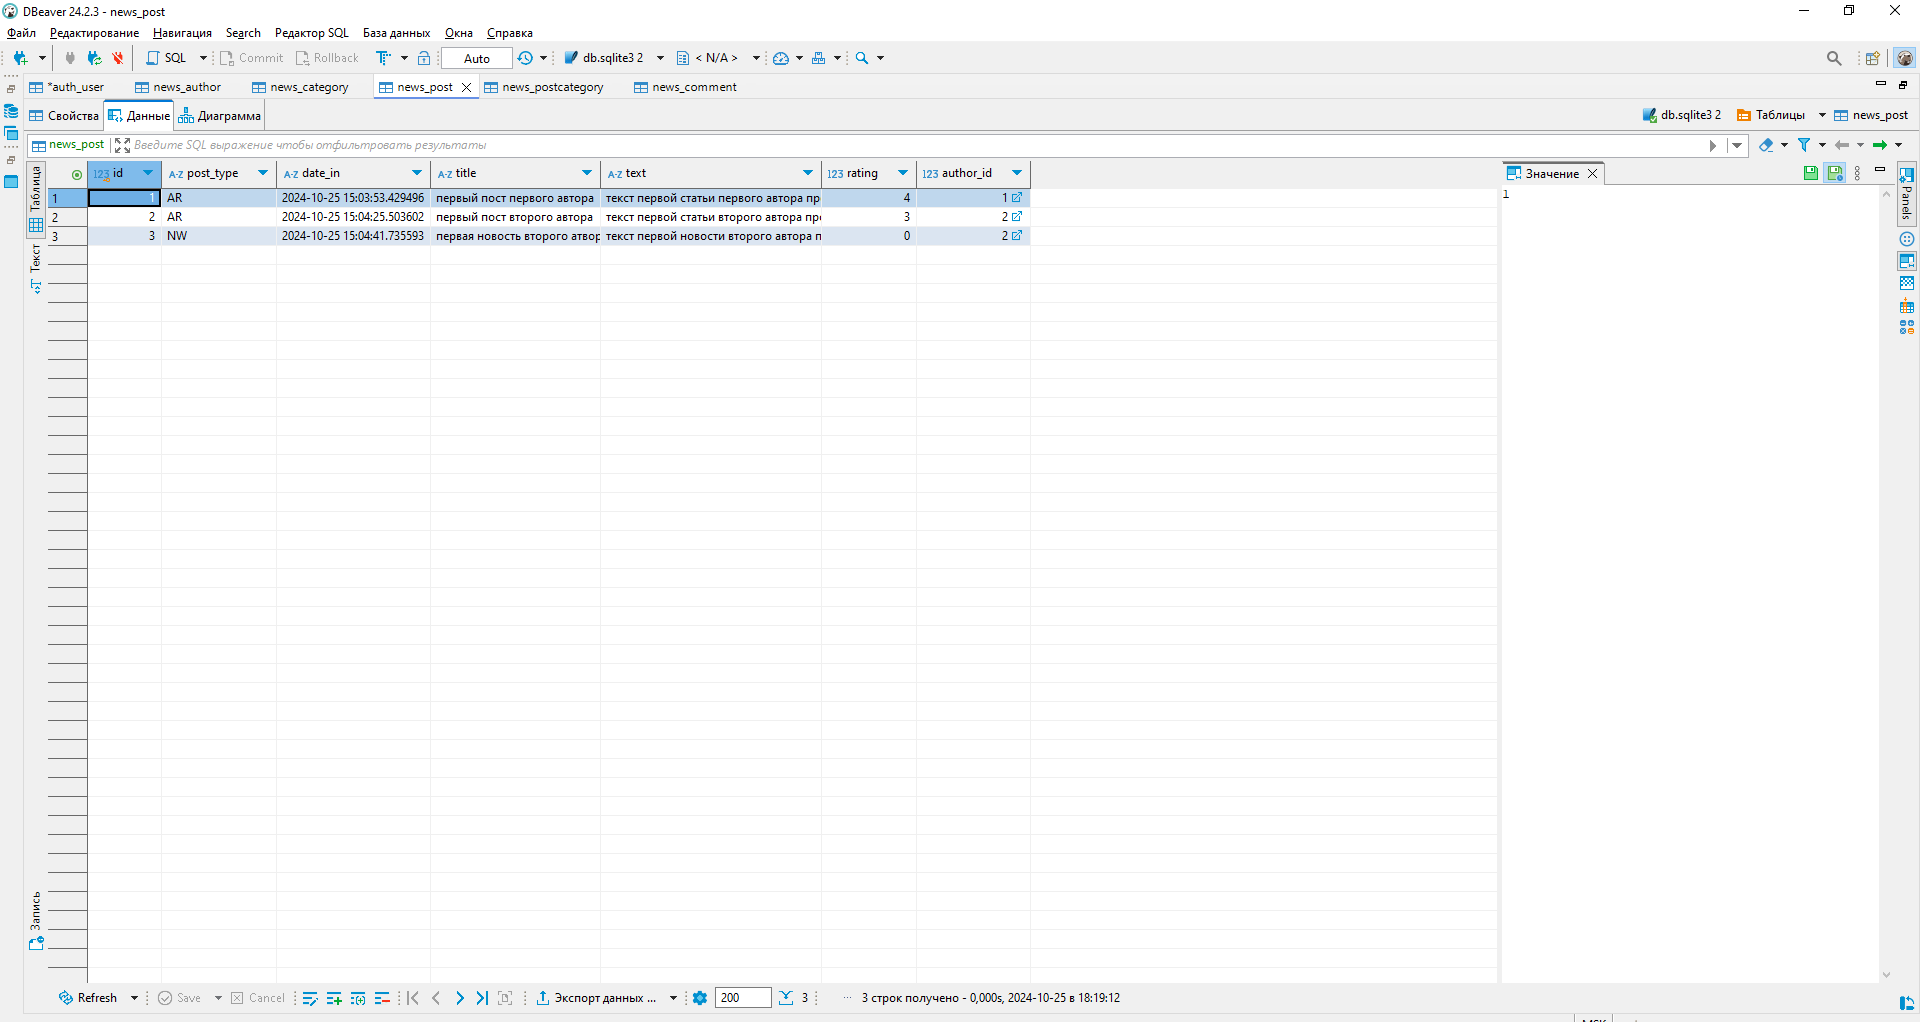 DBeaver 24.2.3 - news_post
Файл Редактирование Навигация Search Редактор SQL База данных Окна Справка
SQL Commit Rollback Auto db.sqlite3 2 < N/A >
*auth_user news_author news_category news_post news_postcategory news_comment
Свойства Данные Диаграмма db.sqlite3 2 Таблицы news_post
news_post Введите SQL выражение чтобы отфильтровать результаты
123 id A-Z post_type A-Z date_in A-Z title A-Z text 123 rating 123 author_id
1 1 AR 2024-10-25 15:03:53.429496 первый пост первого автора текст первой статьи первого автора пр 4 1
2 2 AR 2024-10-25 15:04:25.503602 первый пост второго автора текст первой статьи второго автора пр 3 2
3 3 NW 2024-10-25 15:04:41.735593 первая новость второго атвор текст первой новости второго автора п 0 2
Таблица
Текст
Запись
Значение
1
Panels
Refresh Save Cancel Экспорт данных ... 200 3 ... 3 строк получено - 0,000s, 2024-10-25 в 18:19:12